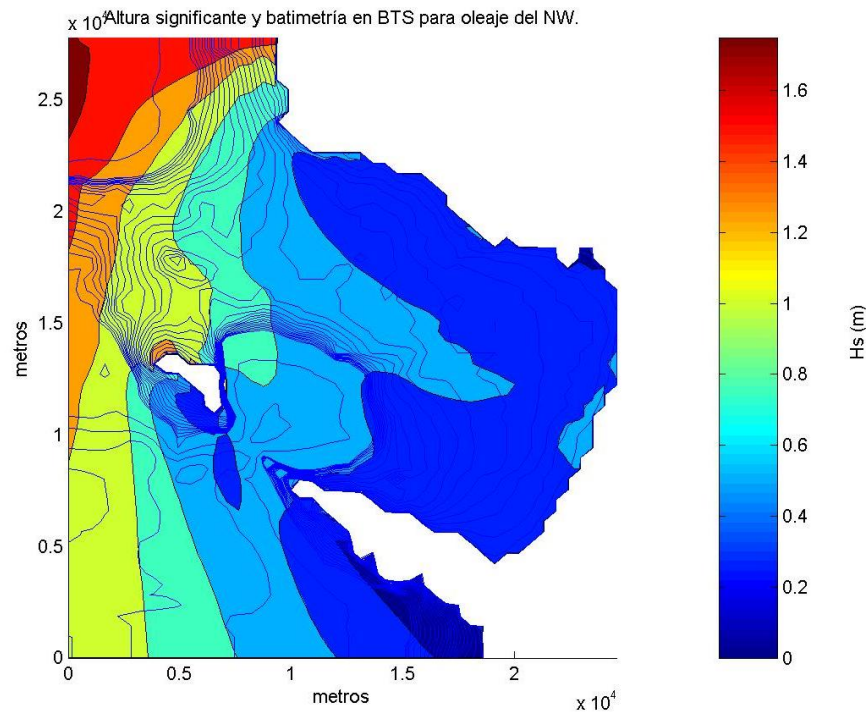 x 10⁴
Altura significante y batimetría en BTS para oleaje del NW.
2.5
2
1.5
1
0.5
0
metros
0 0.5 1 1.5 2
metros
x 10⁴
1.6
1.4
1.2
1
0.8
0.6
0.4
0.2
0
Hs (m)